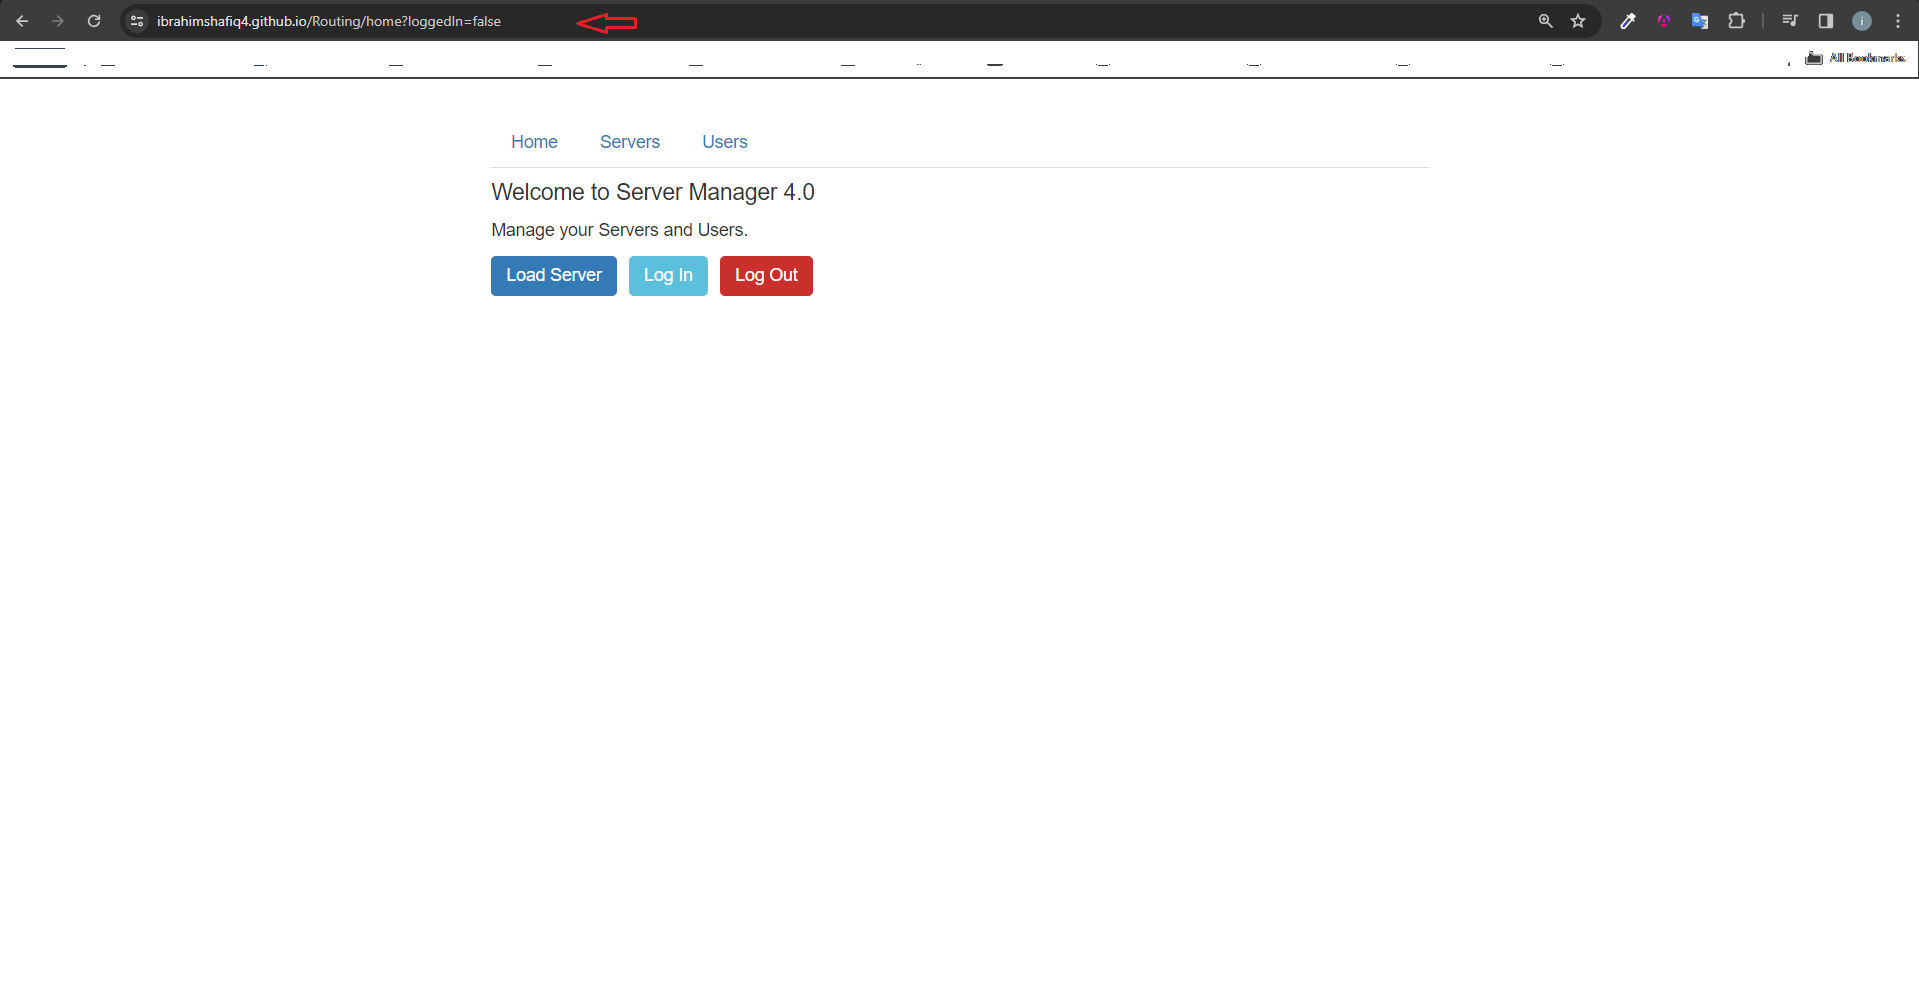 ibrahimshafiq4.github.io/Routing/home?loggedIn=false
i
All Bookmarks
Home Servers Users
Welcome to Server Manager 4.0
Manage your Servers and Users.
Load Server Log In Log Out